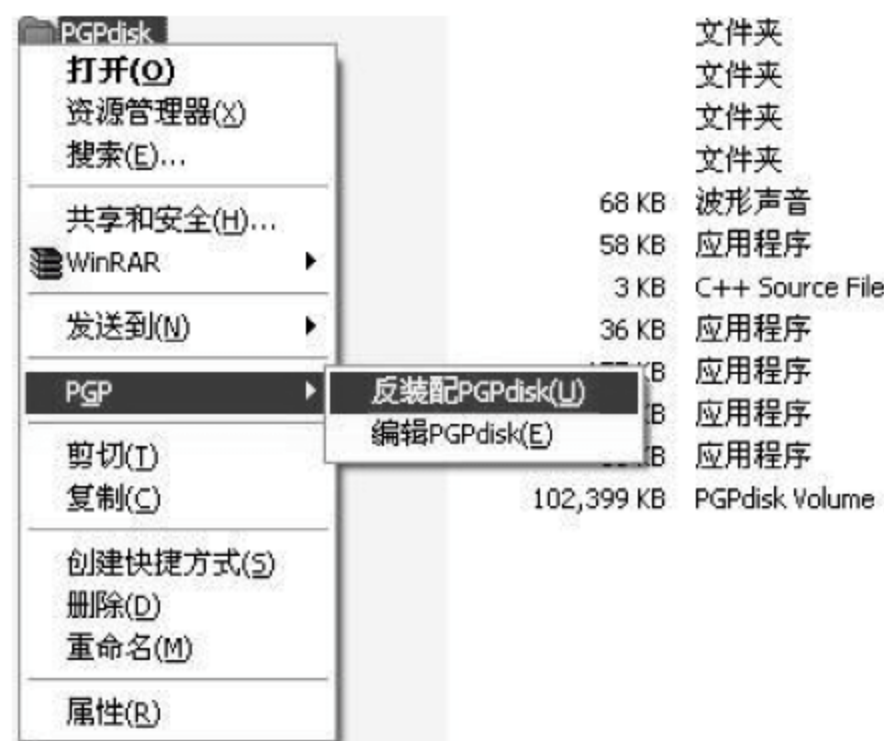 PGPdisk
打开(O)
资源管理器(X)
搜索(E)...
共享和安全(H)...
WinRAR
发送到(N)
PGP
剪切(T)
复制(C)
创建快捷方式(S)
删除(D)
重命名(M)
属性(R)
反装配PGPdisk(U)
编辑PGPdisk(E)
文件夹
文件夹
文件夹
文件夹
68 KB 波形声音
58 KB 应用程序
3 KB C++ Source File
36 KB 应用程序
KB 应用程序
KB 应用程序
KB 应用程序
102,399 KB PGPdisk Volume